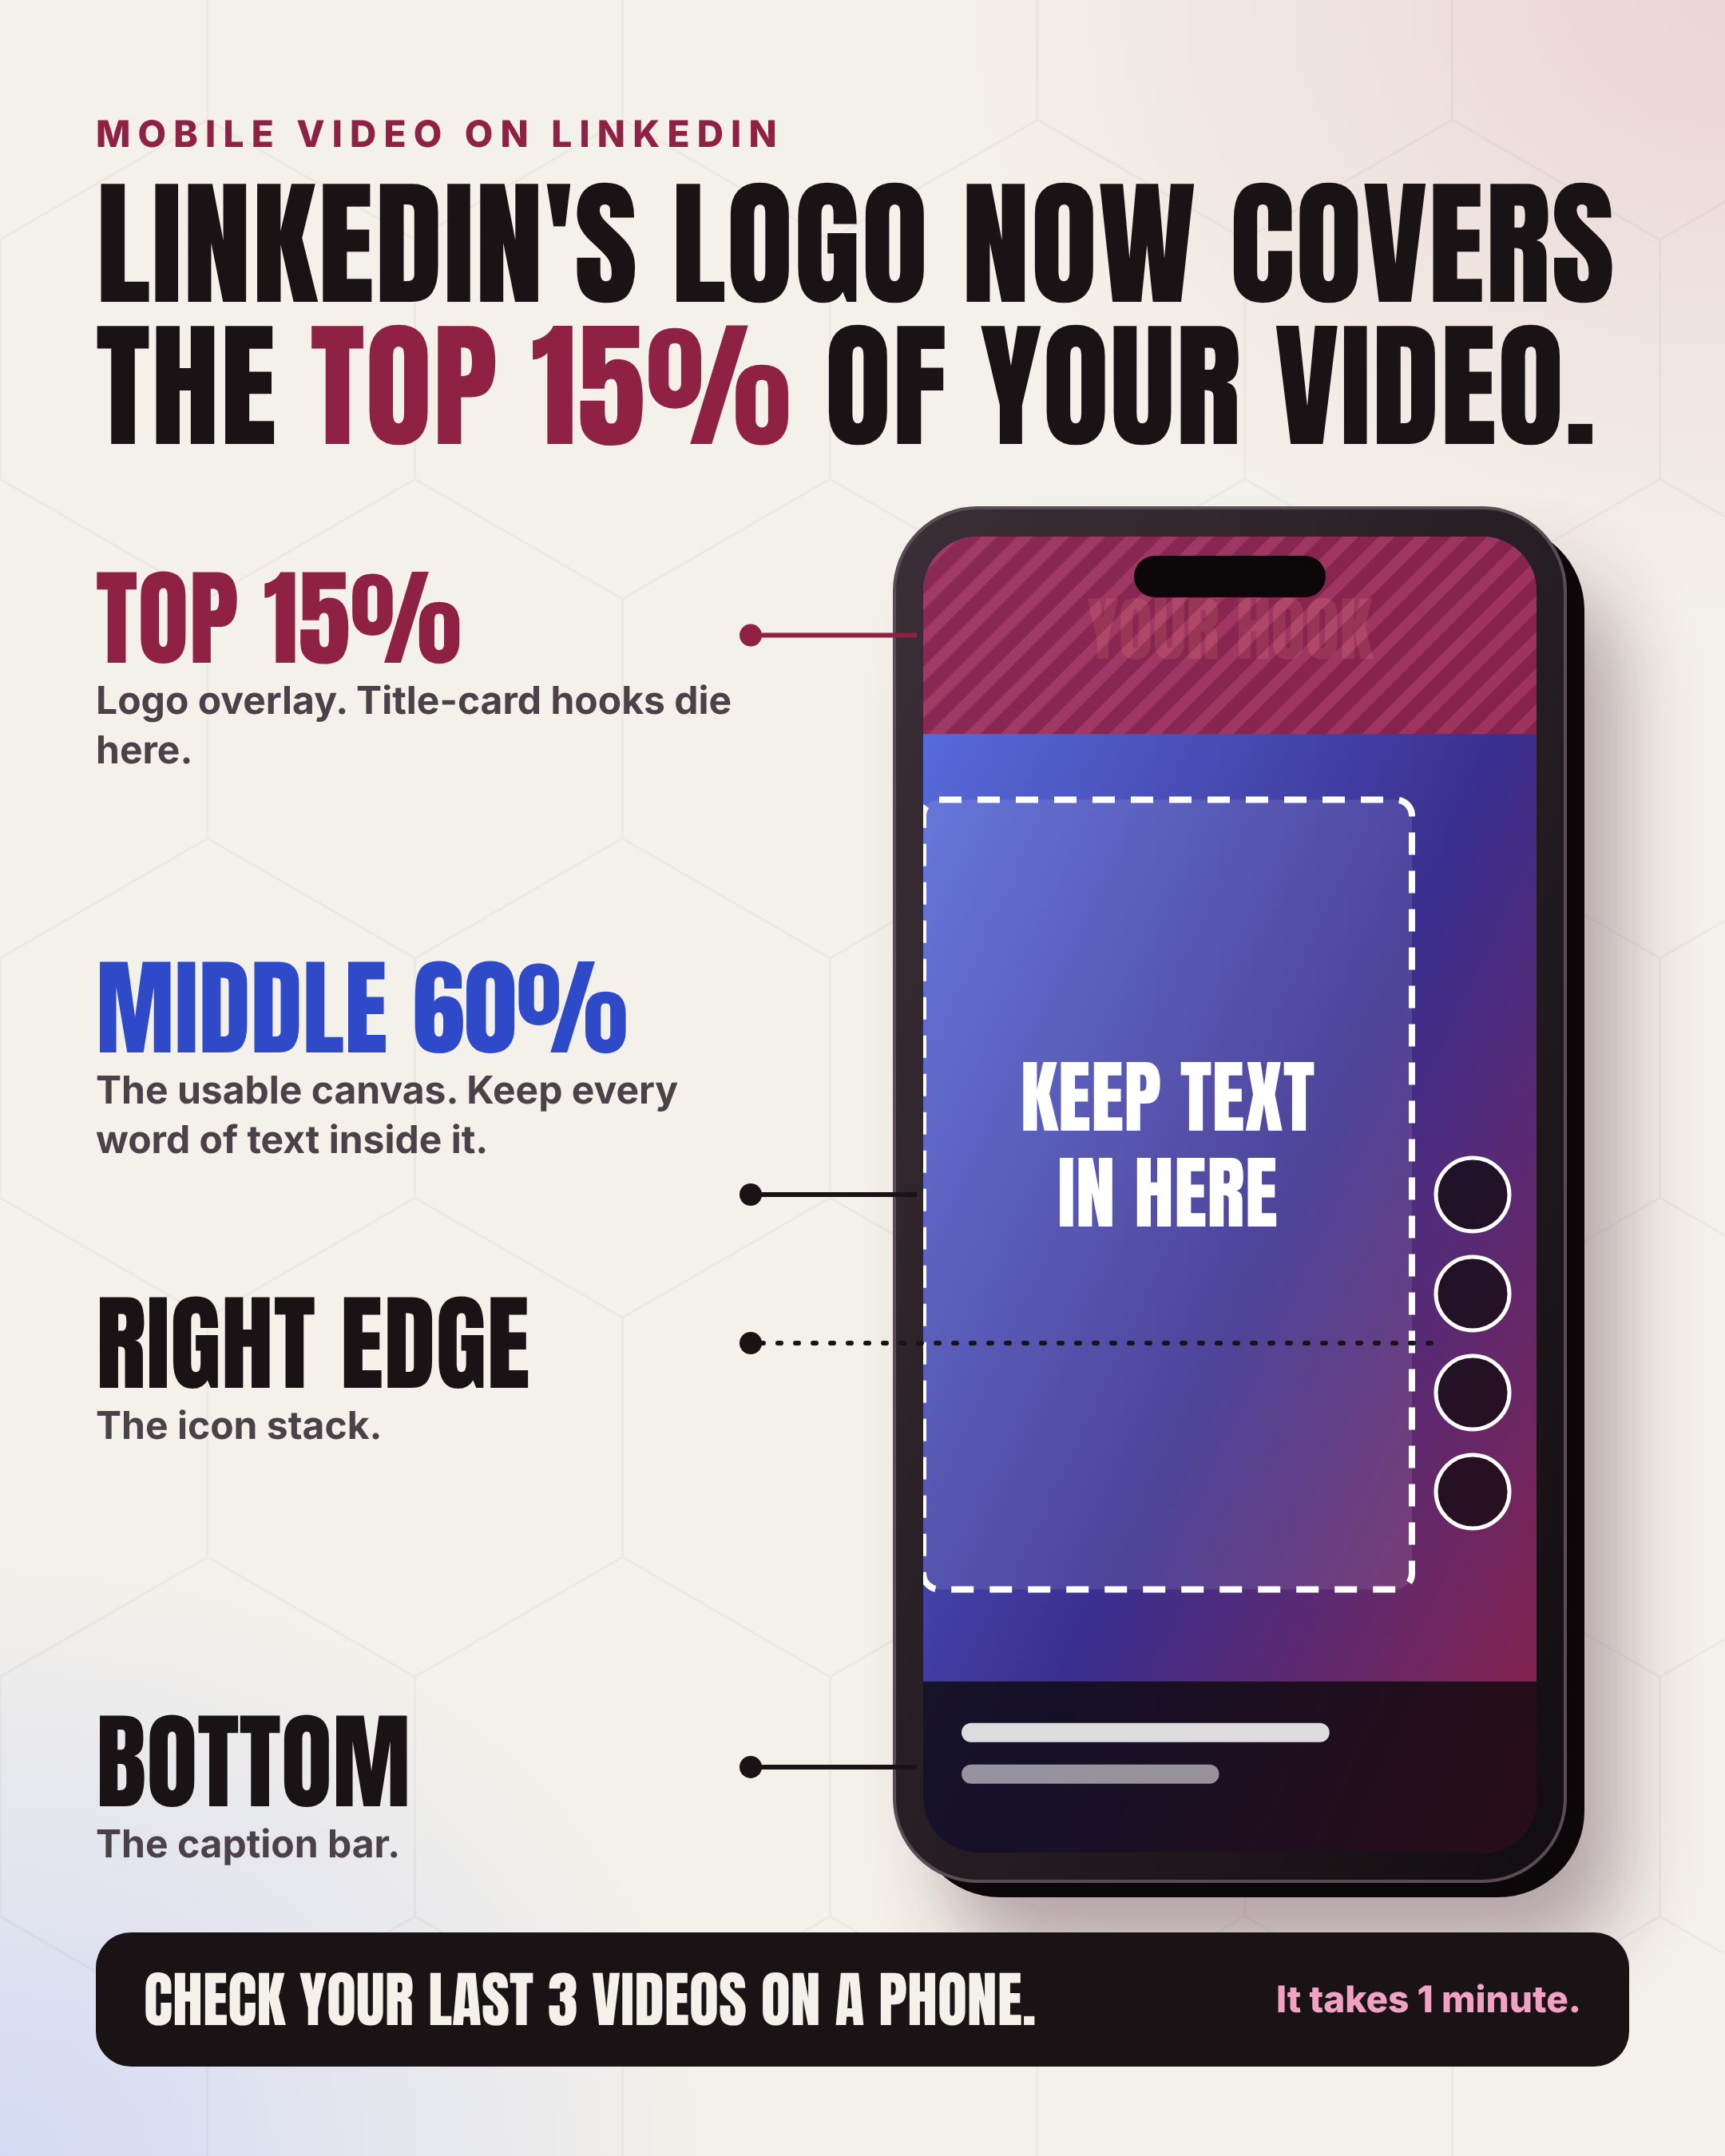 MOBILE VIDEO ON LINKEDIN
LINKEDIN'S LOGO NOW COVERS
THE TOP 15% OF YOUR VIDEO.
TOP 15%
Logo overlay. Title-card hooks die
here.
YOUR HOOK
MIDDLE 60%
The usable canvas. Keep every
word of text inside it.
KEEP TEXT
IN HERE
RIGHT EDGE
The icon stack.
BOTTOM
The caption bar.
CHECK YOUR LAST 3 VIDEOS ON A PHONE.
It takes 1 minute.